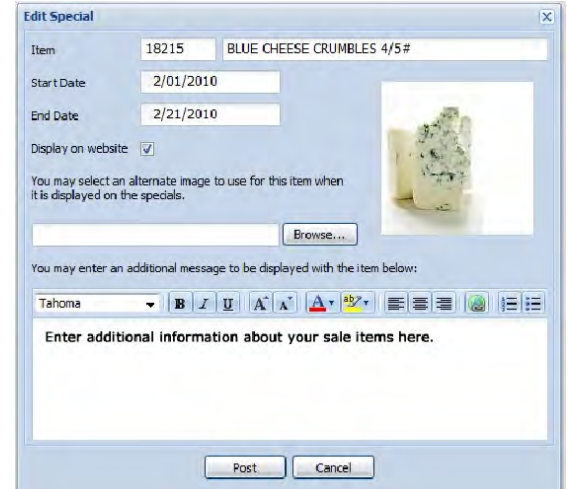 Edit Special
Item 18215 BLUE CHEESE CRUMBLES 4/5#
Start Date 2/01/2010
End Date 2/21/2010
Display on website
You may select an alternate image to use for this item when
it is displayed on the specials.
Browse...
You may enter an additional message to be displayed with the item below:
Tahoma B I U A A A ab
Enter additional information about your sale items here.
Post Cancel